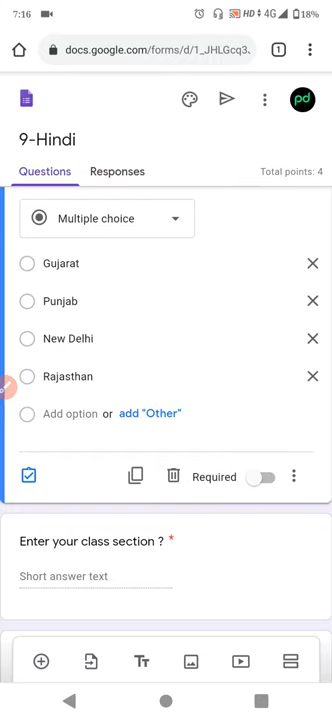 7:16 HD 4G 18%
docs.google.com/forms/d/1_JHLGcq3. 1
pd
9-Hindi
Questions Responses Total points: 4
Multiple choice
Gujarat
Punjab
New Delhi
Rajasthan
Add option or add "Other"
Required
Enter your class section ? *
Short answer text
Tt